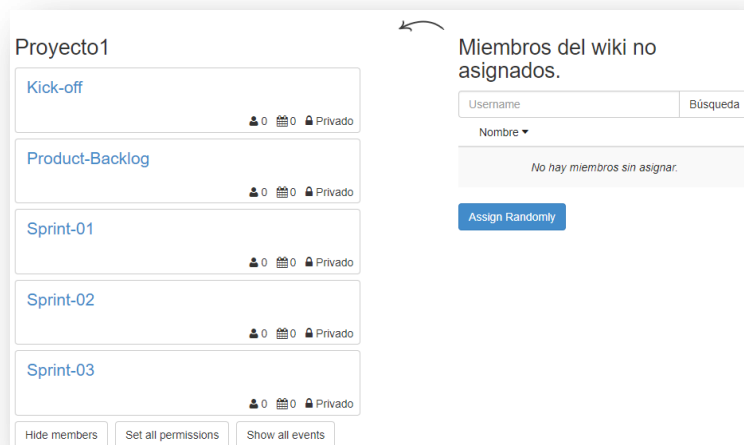 Proyecto1
Kick-off
0 0 Privado
Product-Backlog
0 0 Privado
Sprint-01
0 0 Privado
Sprint-02
0 0 Privado
Sprint-03
0 0 Privado
Hide members Set all permissions Show all events
Miembros del wiki no
asignados.
Username Búsqueda
Nombre
No hay miembros sin asignar.
Assign Randomly